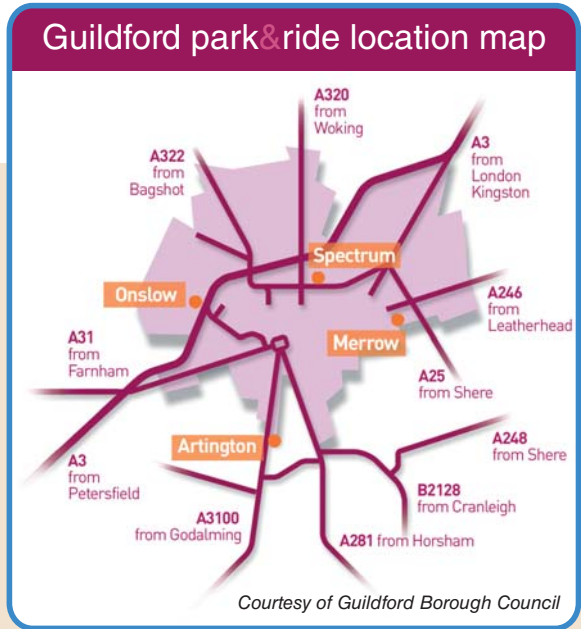 Guildford park&ride location map
A320
from
Woking
A322
from
Bagshot
A3
from
London
Kingston
Spectrum
Onslow
A246
from
Leatherhead
Merrow
A31
from
Farnham
A25
from Shere
Artington
A248
from Shere
A3
from
Petersfield
B2128
from Cranleigh
A3100
from Godalming
A281 from Horsham
Courtesy of Guildford Borough Council